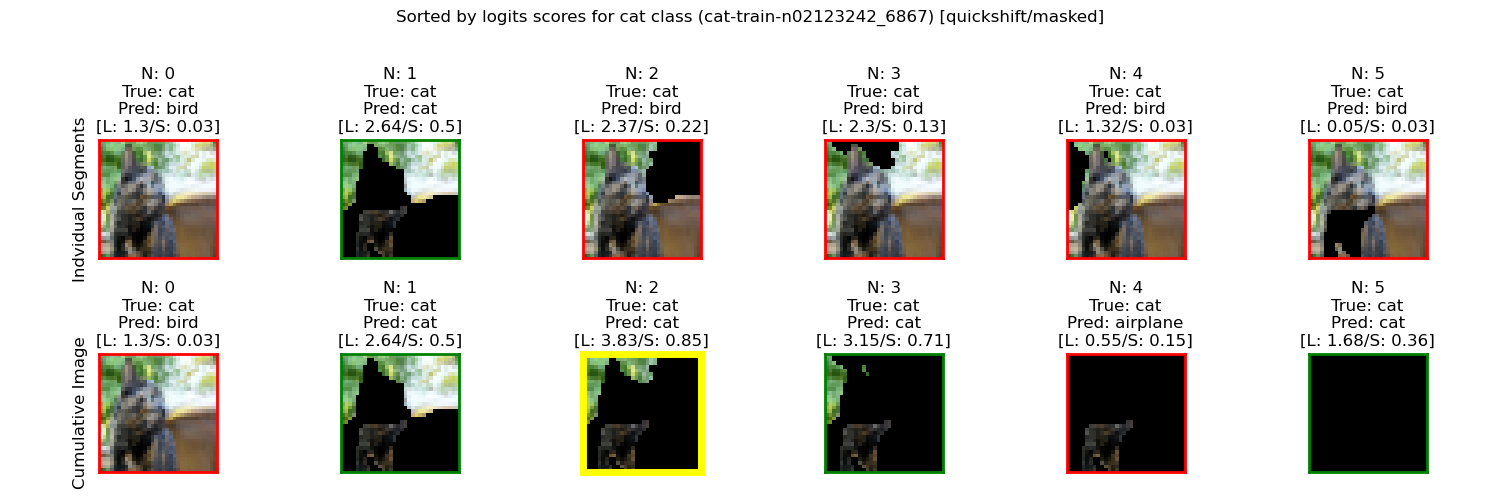 Sorted by logits scores for cat class (cat-train-n02123242_6867) [quickshift/masked]
Indvidual Segments
N: 0
True: cat
Pred: bird
[L: 1.3/S: 0.03]
N: 1
True: cat
Pred: cat
[L: 2.64/S: 0.5]
N: 2
True: cat
Pred: bird
[L: 2.37/S: 0.22]
N: 3
True: cat
Pred: bird
[L: 2.3/S: 0.13]
N: 4
True: cat
Pred: bird
[L: 1.32/S: 0.03]
N: 5
True: cat
Pred: bird
[L: 0.05/S: 0.03]
Cumulative Image
N: 0
True: cat
Pred: bird
[L: 1.3/S: 0.03]
N: 1
True: cat
Pred: cat
[L: 2.64/S: 0.5]
N: 2
True: cat
Pred: cat
[L: 3.83/S: 0.85]
N: 3
True: cat
Pred: cat
[L: 3.15/S: 0.71]
N: 4
True: cat
Pred: airplane
[L: 0.55/S: 0.15]
N: 5
True: cat
Pred: cat
[L: 1.68/S: 0.36]